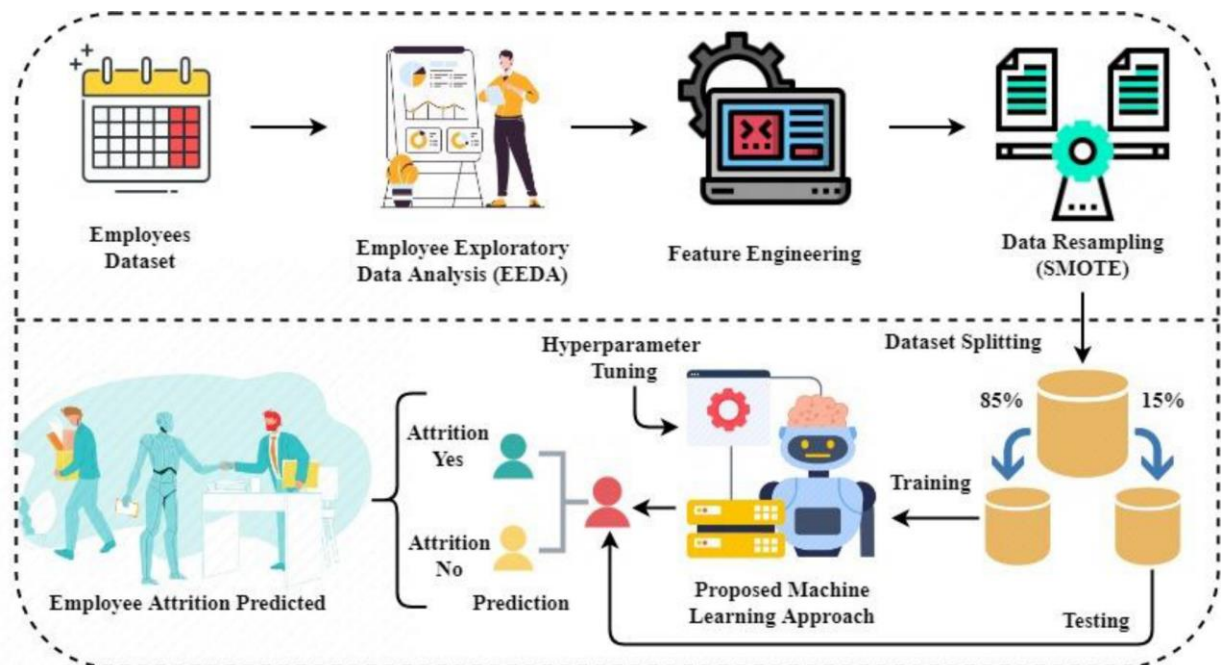 Employees
Dataset
Employee Exploratory
Data Analysis (EEDA)
Feature Engineering
Data Resampling
(SMOTE)
Dataset Splitting
85%
15%
Hyperparameter
Tuning
Training
Attrition
Yes
Attrition
No
Prediction
Proposed Machine
Learning Approach
Testing
Employee Attrition Predicted